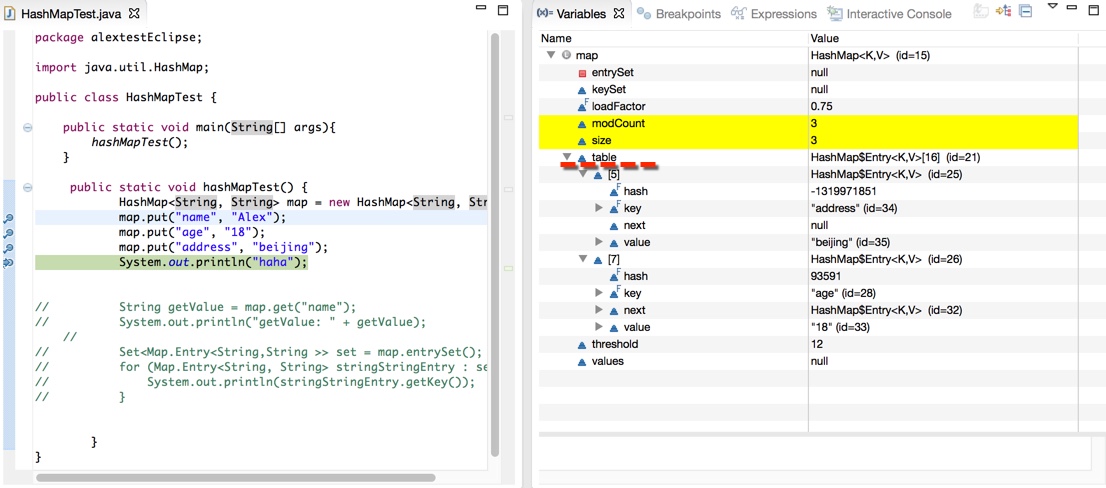 HashMapTest.java
package alextestEclipse;
import java.util.HashMap;
public class HashMapTest {
public static void main(String[] args){
hashMapTest();
}
public static void hashMapTest() {
HashMap<String, String> map = new HashMap<String, Str
map.put("name", "Alex");
map.put("age", "18");
map.put("address", "beijing");
System.out.println("haha");
// String getValue = map.get("name");
// System.out.println("getValue: " + getValue);
//
// Set<Map.Entry<String,String >> set = map.entrySet();
// for (Map.Entry<String, String> stringStringEntry : se
// System.out.println(stringStringEntry.getKey());
// }
}
}
Variables Breakpoints Expressions Interactive Console
Name Value
map HashMap<K,V> (id=15)
entrySet null
keySet null
F loadFactor 0.75
modCount 3
size 3
table HashMap$Entry<K,V>[16] (id=21)
[5] HashMap$Entry<K,V> (id=25)
F hash -1319971851
F key "address" (id=34)
next null
value "beijing" (id=35)
[7] HashMap$Entry<K,V> (id=26)
F hash 93591
F key "age" (id=28)
next HashMap$Entry<K,V> (id=32)
value "18" (id=33)
threshold 12
values null